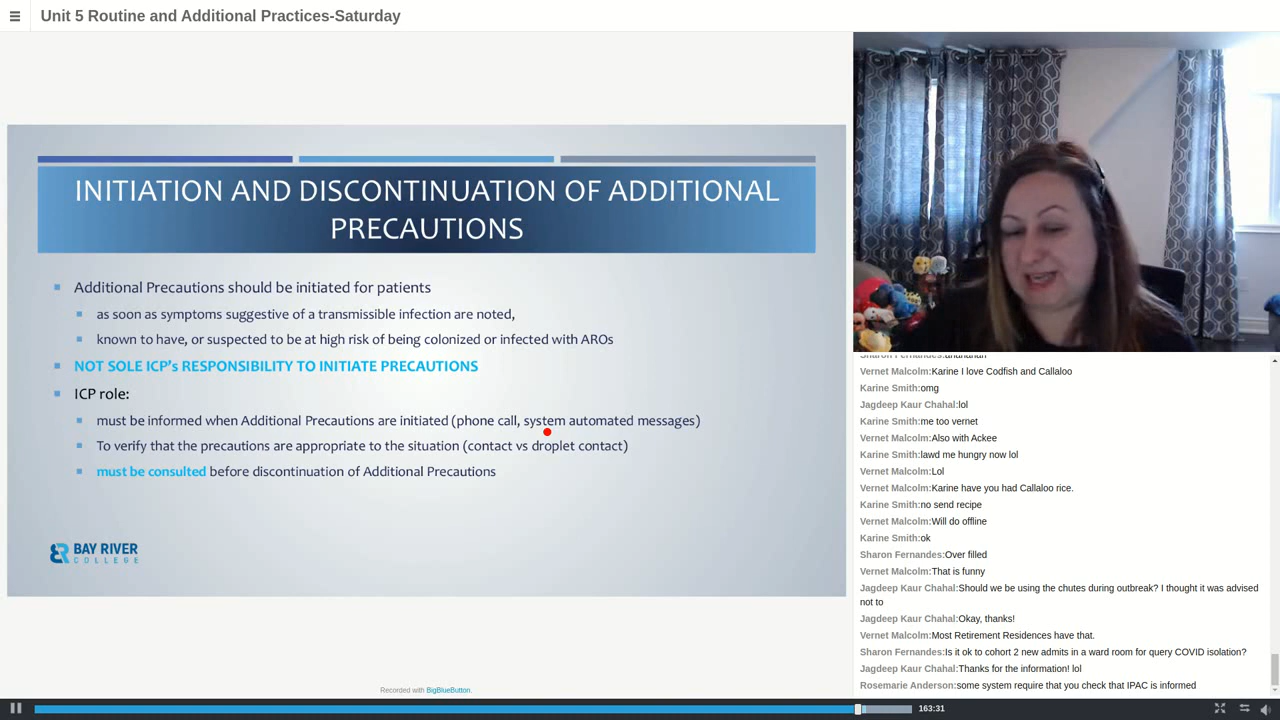 Unit 5 Routine and Additional Practices-Saturday
INITIATION AND DISCONTINUATION OF ADDITIONAL
PRECAUTIONS
Additional Precautions should be initiated for patients
as soon as symptoms suggestive of a transmissible infection are noted,
known to have, or suspected to be at high risk of being colonized or infected with AROs
NOT SOLE ICP's RESPONSIBILITY TO INITIATE PRECAUTIONS
ICP role:
must be informed when Additional Precautions are initiated (phone call, system automated messages)
To verify that the precautions are appropriate to the situation (contact vs droplet contact)
must be consulted before discontinuation of Additional Precautions
BR BAY RIVER
COLLEGE
Recorded with BigBlueButton.
Vernet Malcolm:Karine I love Codfish and Callaloo
Karine Smith:omg
Jagdeep Kaur Chahal:lol
Karine Smith:me too vernet
Vernet Malcolm:Also with Ackee
Karine Smith:lawd me hungry now lol
Vernet Malcolm:Lol
Vernet Malcolm:Karine have you had Callaloo rice.
Karine Smith:no send recipe
Vernet Malcolm:Will do offline
Karine Smith:ok
Sharon Fernandes:Over filled
Vernet Malcolm:That is funny
Jagdeep Kaur Chahal:Should we be using the chutes during outbreak? I thought it was advised
not to
Jagdeep Kaur Chahal:Okay, thanks!
Vernet Malcolm:Most Retirement Residences have that.
Sharon Fernandes:Is it ok to cohort 2 new admits in a ward room for query COVID isolation?
Jagdeep Kaur Chahal:Thanks for the information! lol
Rosemarie Anderson:some system require that you check that IPAC is informed
163:31